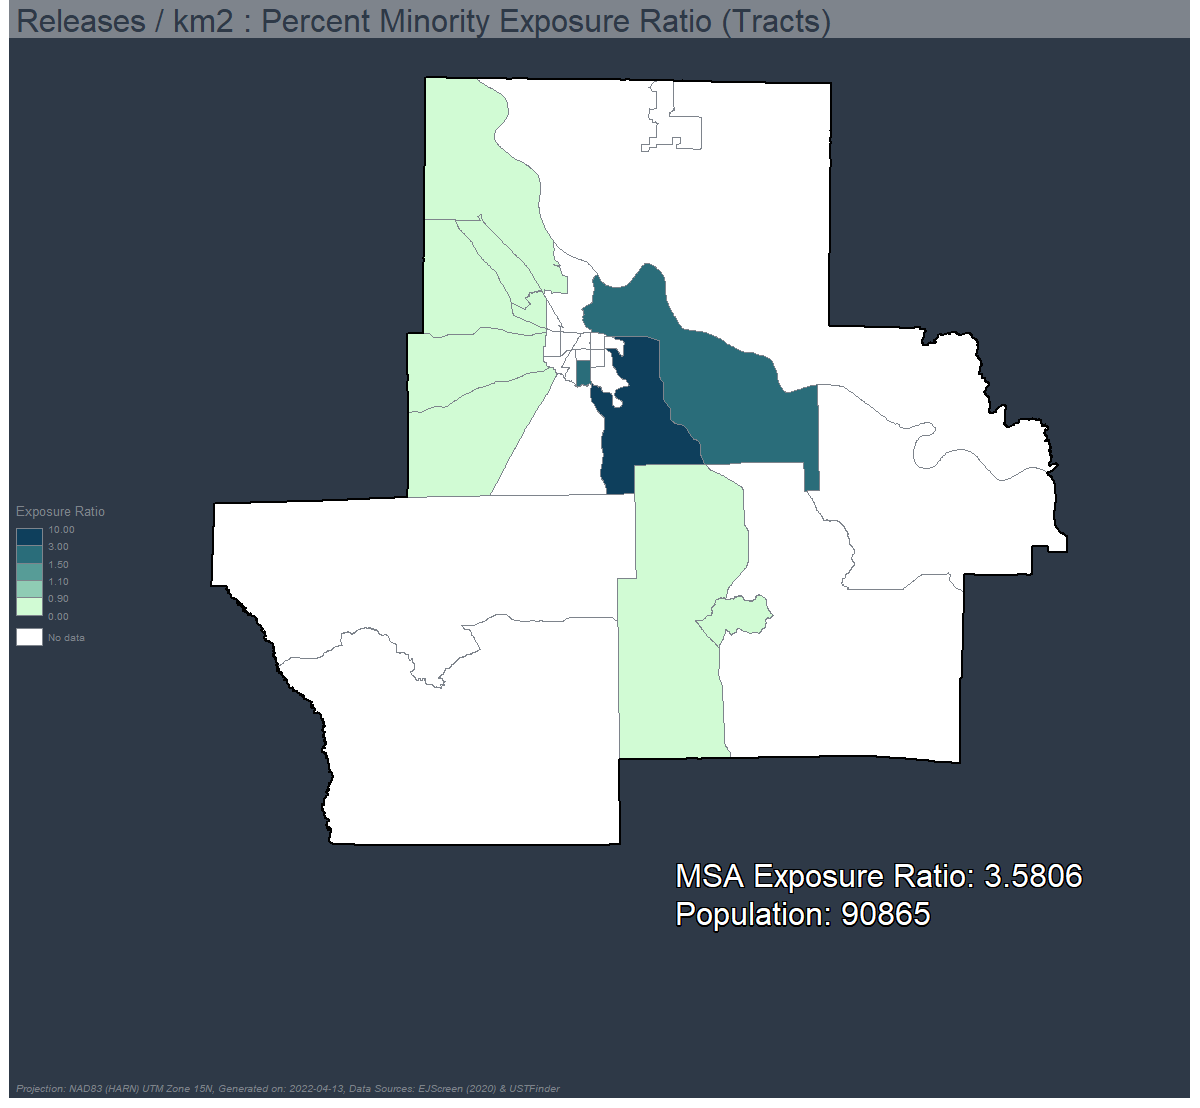 Releases / km2 : Percent Minority Exposure Ratio (Tracts)
Exposure Ratio
10.00
3.00
1.50
1.10
0.90
0.00
No data
MSA Exposure Ratio: 3.5806
Population: 90865
Projection: NAD83 (HARN) UTM Zone 15N, Generated on: 2022-04-13, Data Sources: EJScreen (2020) & USTFinder